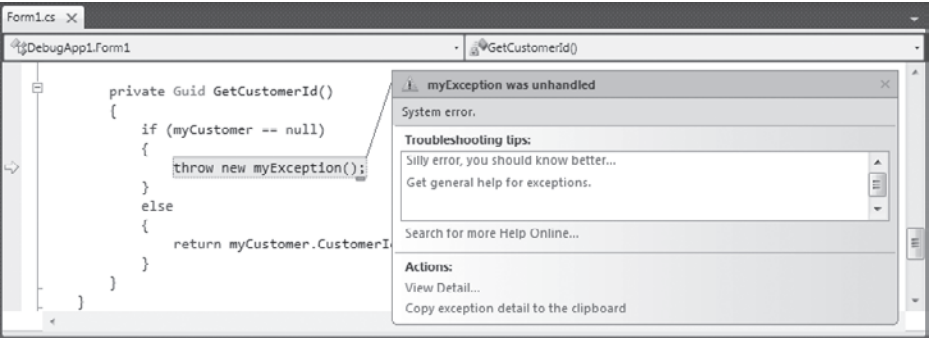 Form1.cs
DebugApp1.Form1
GetCustomerId()
private Guid GetCustomerId()
{
if (myCustomer == null)
{
throw new myException();
}
else
{
return myCustomer.CustomerI
}
}
}
myException was unhandled
System error.
Troubleshooting tips:
Silly error, you should know better...
Get general help for exceptions.
Search for more Help Online...
Actions:
View Detail...
Copy exception detail to the clipboard